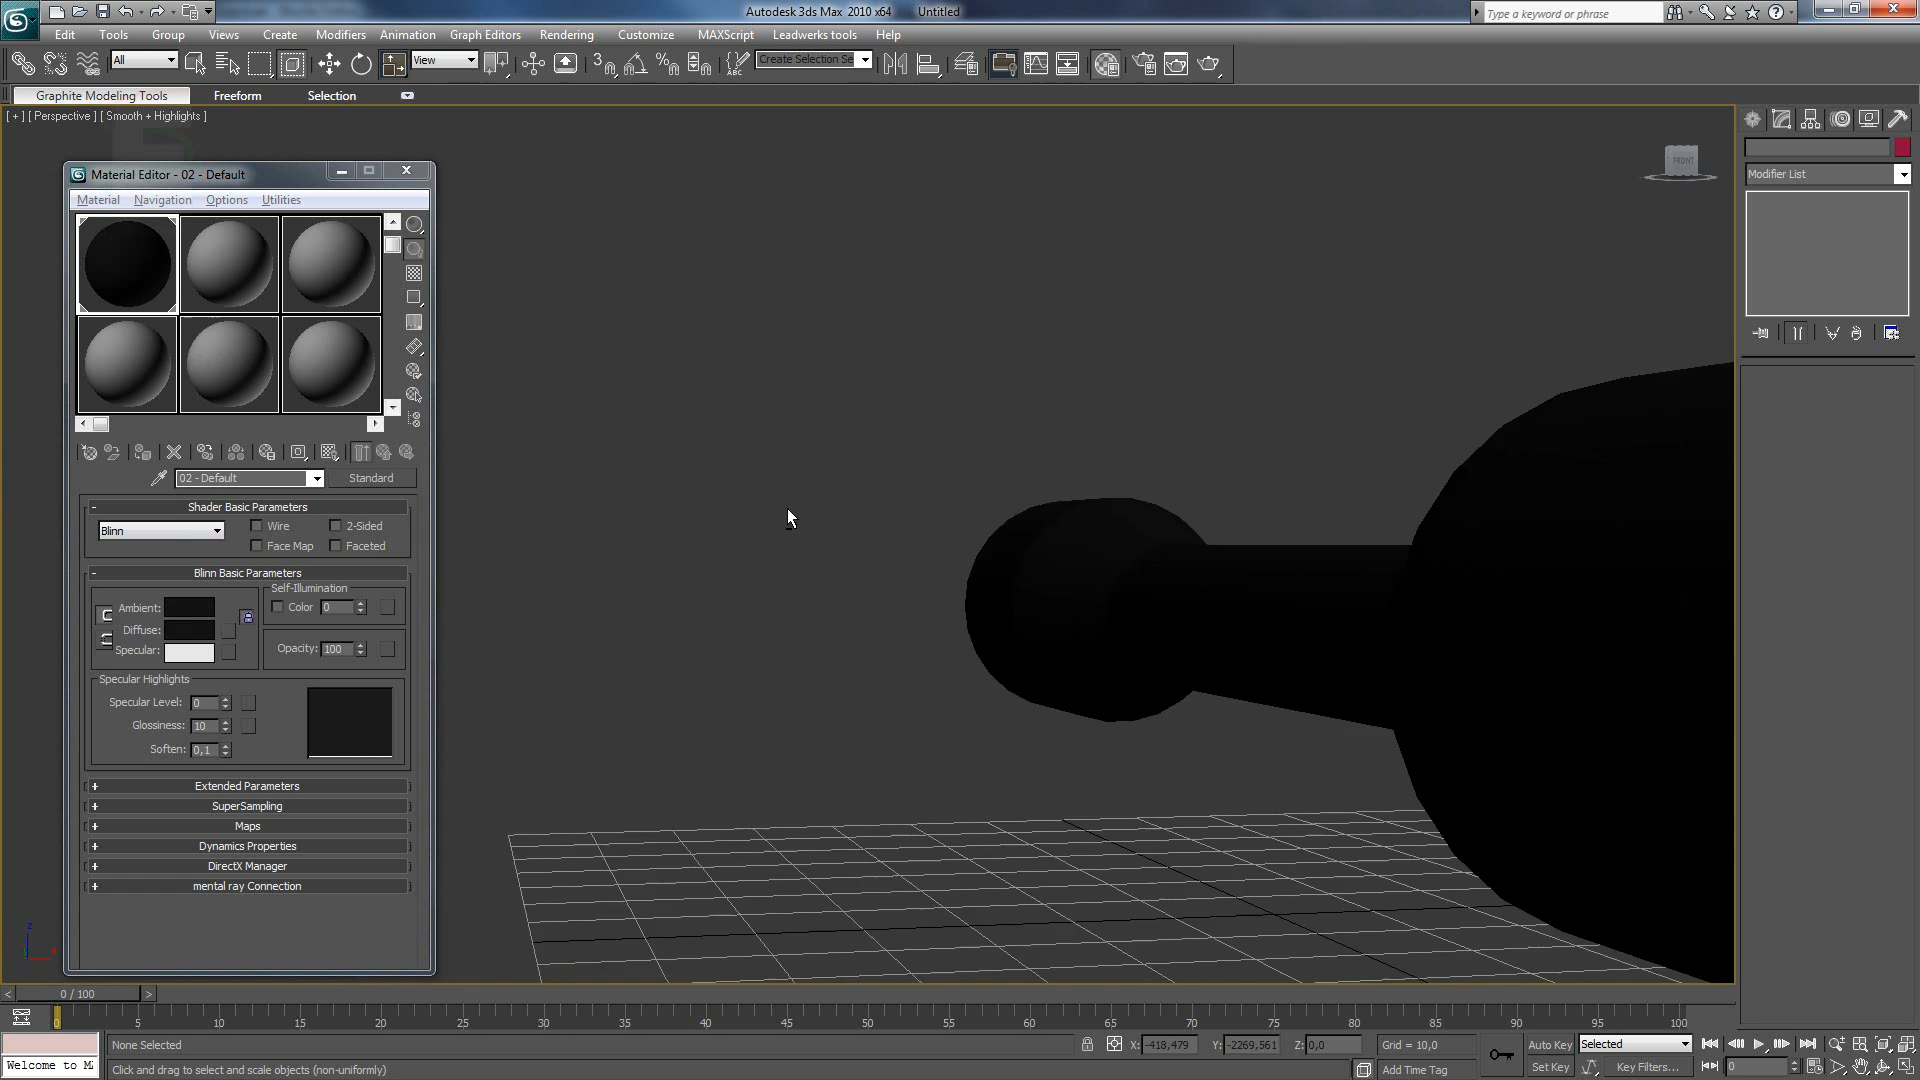 Autodesk 3ds Max 2010 x64 Untitled
Type a keyword or phrase
Edit Tools Group Views Create Modifiers Animation Graph Editors Rendering Customize MAXScript Leadwerks tools Help
All
View
Create Selection Se
Graphite Modeling Tools Freeform Selection
[ + ] [ Perspective ] [ Smooth + Highlights ]
FRONT
Modifier List
Material Editor - 02 - Default
Material Navigation Options Utilities
02 - Default
Standard
- Shader Basic Parameters
Blinn
Wire
2-Sided
Face Map
Faceted
- Blinn Basic Parameters
Ambient:
Diffuse:
Specular:
Self-Illumination
Color 0
Opacity: 100
Specular Highlights
Specular Level: 0
Glossiness: 10
Soften: 0,1
+ Extended Parameters
+ SuperSampling
+ Maps
+ Dynamics Properties
+ DirectX Manager
+ mental ray Connection
z
x
< 0 / 100 >
0 5 10 15 20 25 30 35 40 45 50 55 60 65 70 75 80 85 90 95 100
None Selected
X: -418,479 Y: -2269,561 Z: 0,0
Grid = 10,0
Auto Key
Selected
Welcome to M
Click and drag to select and scale objects (non-uniformly)
Add Time Tag
Set Key
Key Filters...
0